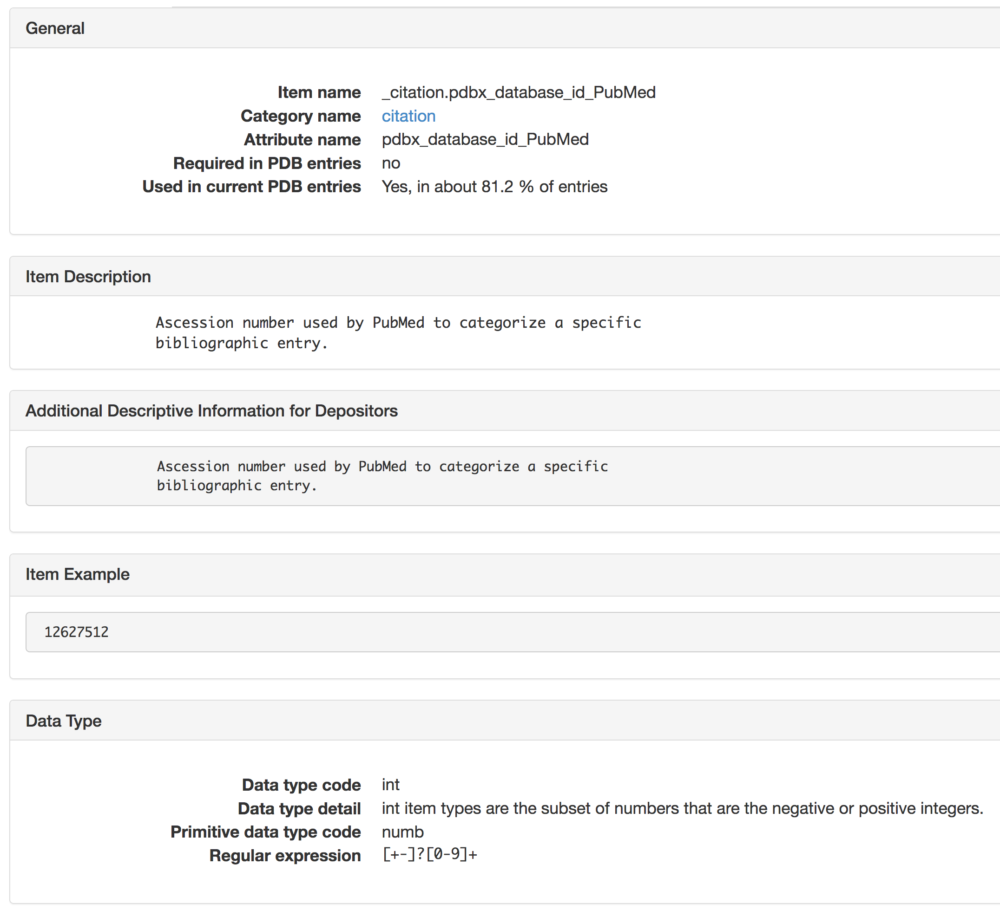 General
Item name _citation.pdbx_database_id_PubMed
Category name citation
Attribute name pdbx_database_id_PubMed
Required in PDB entries no
Used in current PDB entries Yes, in about 81.2 % of entries
Item Description
Ascession number used by PubMed to categorize a specific
bibliographic entry.
Additional Descriptive Information for Depositors
Ascession number used by PubMed to categorize a specific
bibliographic entry.
Item Example
12627512
Data Type
Data type code int
Data type detail int item types are the subset of numbers that are the negative or positive integers.
Primitive data type code numb
Regular expression [+-]?[0-9]+